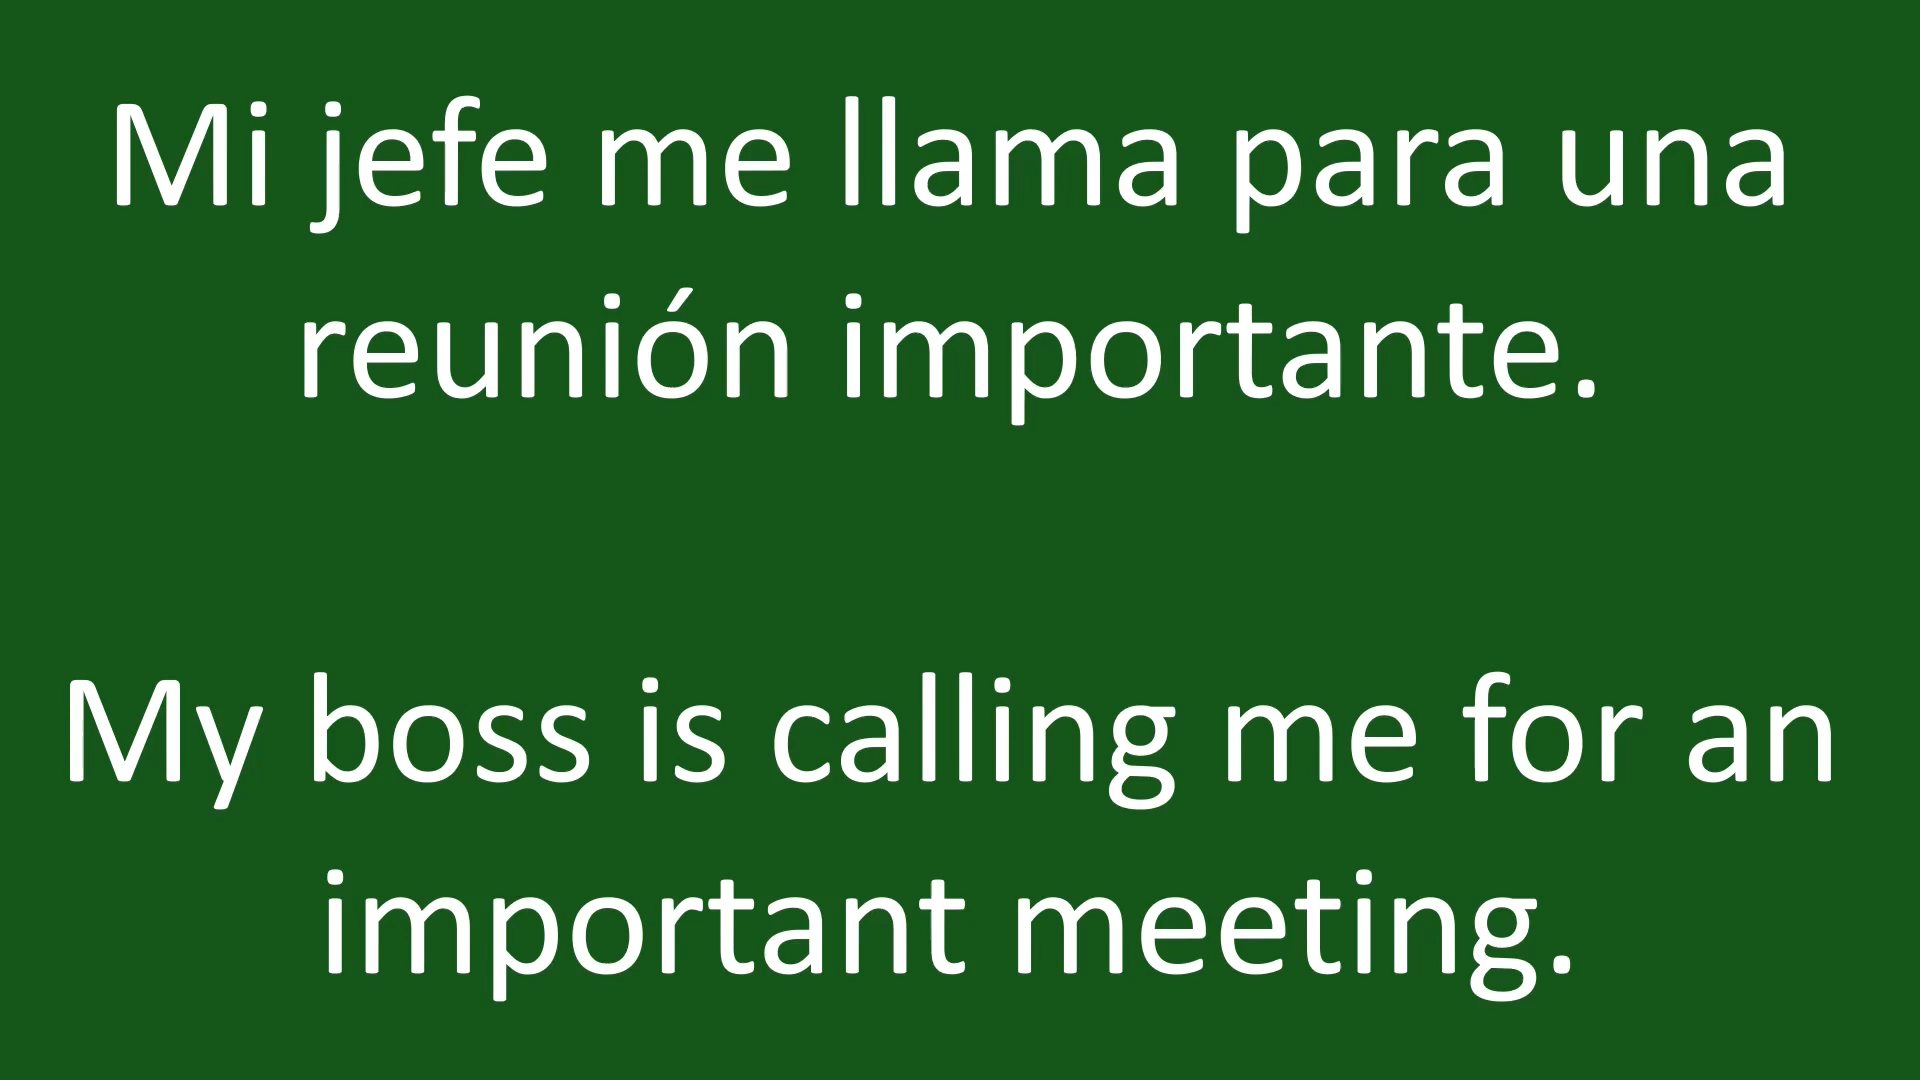 Mi jefe me llama para una
reunión importante.
My boss is calling me for an
important meeting.